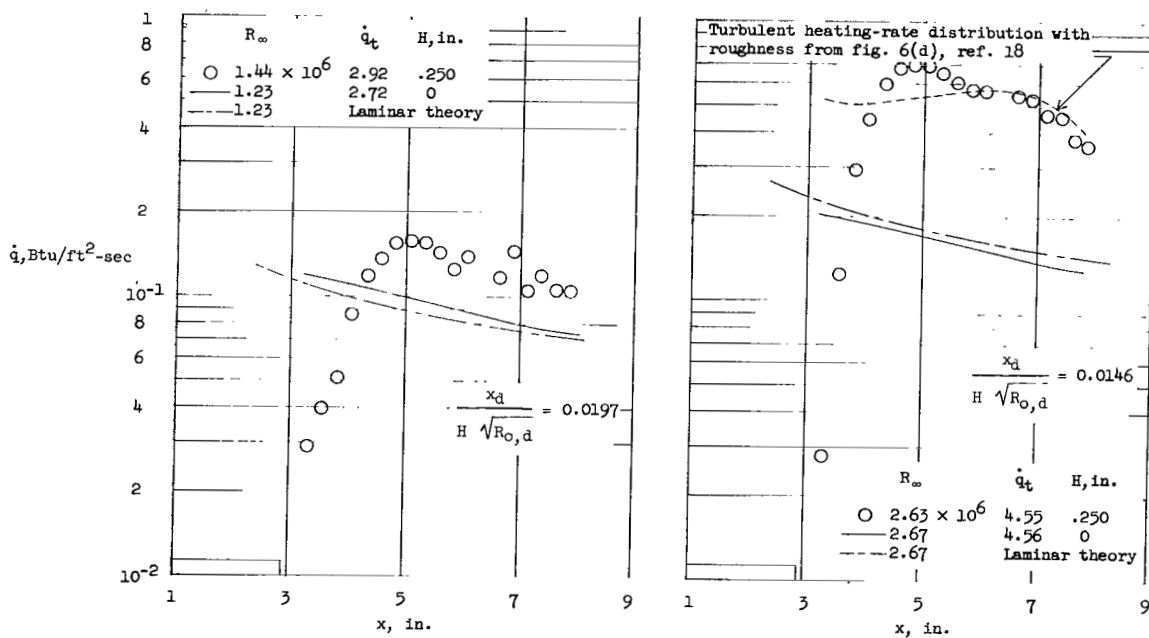 1
8
6
4
2
q̇, Btu/ft²-sec
10⁻¹
8
6
4
2
10⁻²
R∞ q̇t H, in.
○ 1.44 × 10⁶ 2.92 .250
1.23 2.72 0
1.23 Laminar theory
xd / H √Ro,d = 0.0197
1 3 5 7 9
x, in.
Turbulent heating-rate distribution with
roughness from fig. 6(d), ref. 18
xd / H √Ro,d = 0.0146
R∞ q̇t H, in.
○ 2.63 × 10⁶ 4.55 .250
2.67 4.56 0
2.67 Laminar theory
1 3 5 7 9
x, in.